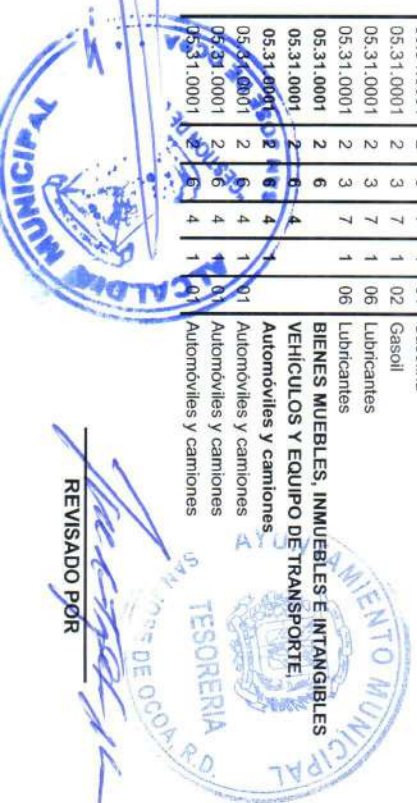 05.31.0001 2 3 7 1 02 Gasoil
05.31.0001 2 3 7 1 06 Lubricantes
05.31.0001 2 3 7 1 06 Lubricantes
05.31.0001 2 6 BIENES MUEBLES, INMUEBLES E INTANGIBLES
05.31.0001 2 6 4 VEHÍCULOS Y EQUIPO DE TRANSPORTE,
05.31.0001 2 6 4 1 Automóviles y camiones
05.31.0001 2 6 4 1 01 Automóviles y camiones
05.31.0001 2 6 4 1 01 Automóviles y camiones
05.31.0001 2 6 4 1 01 Automóviles y camiones
ALCALDIA MUNICIPAL
AYUNTAMIENTO MUNICIPAL
TESORERIA
SAN JOSE DE OCOA, R.D.
REVISADO POR